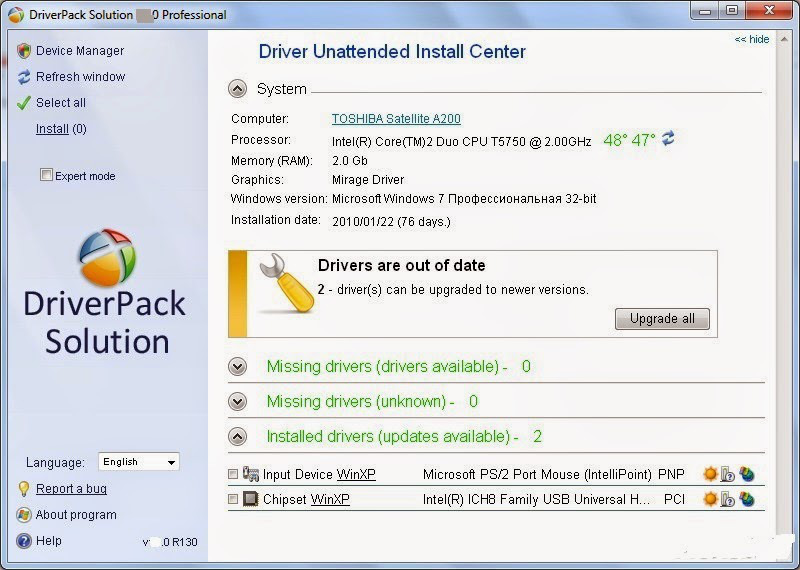 DriverPack Solution 0 Professional
Device Manager
Refresh window
Select all
Install (0)
Expert mode
DriverPack
Solution
Language: English
Report a bug
About program
Help
.0 R130
<< hide
Driver Unattended Install Center
System
Computer: TOSHIBA Satellite A200
Processor: Intel(R) Core(TM)2 Duo CPU T5750 @ 2.00GHz 48° 47°
Memory (RAM): 2.0 Gb
Graphics: Mirage Driver
Windows version: Microsoft Windows 7 Профессиональная 32-bit
Installation date: 2010/01/22 (76 days.)
Drivers are out of date
2 - driver(s) can be upgraded to newer versions.
Upgrade all
Missing drivers (drivers available) - 0
Missing drivers (unknown) - 0
Installed drivers (updates available) - 2
Input Device WinXP Microsoft PS/2 Port Mouse (IntelliPoint) PNP
Chipset WinXP Intel(R) ICH8 Family USB Universal H... PCI